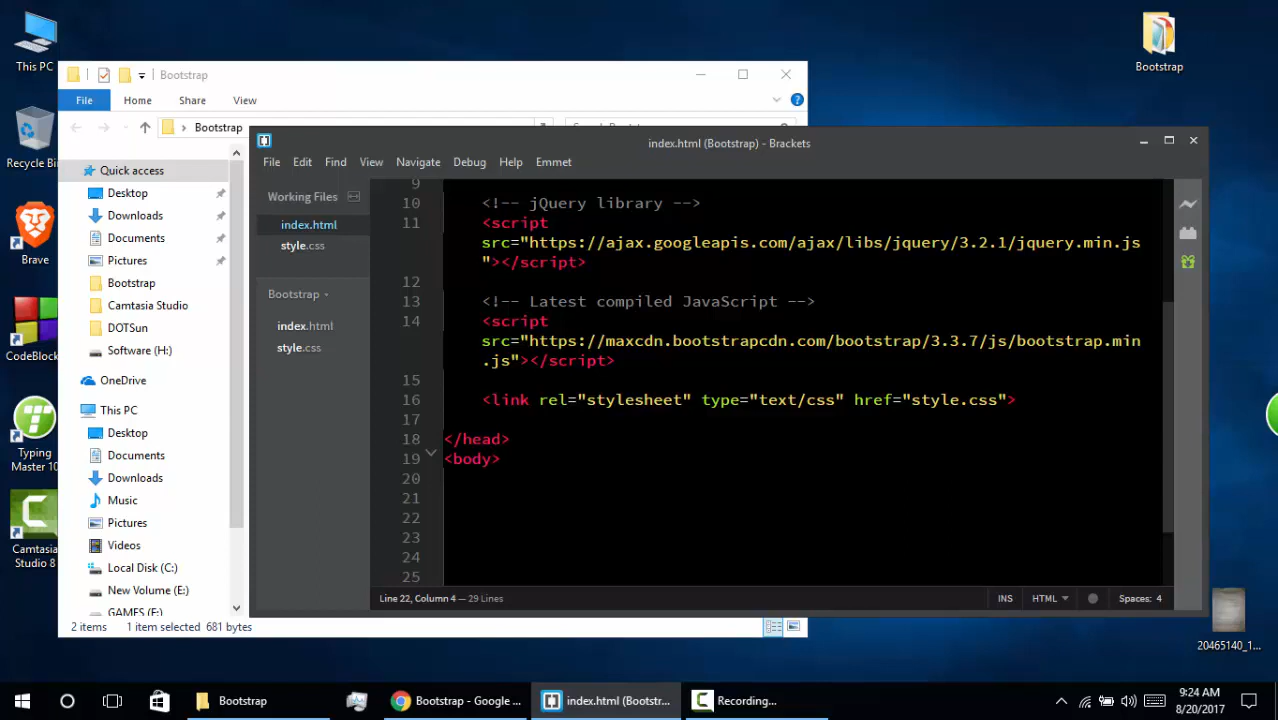 This PC
Bootstrap
Bootstrap
File
Home
Share
View
Bootstrap
Recycle Bin
Quick access
Desktop
Downloads
Documents
Pictures
Bootstrap
Camtasia Studio
DOTSun
Software (H:)
OneDrive
This PC
Desktop
Documents
Downloads
Music
Pictures
Videos
Local Disk (C:)
New Volume (E:)
GAMES (F:)
2 items 1 item selected 681 bytes
Brave
CodeBlock
Typing
Master 10
Camtasia
Studio 8
index.html (Bootstrap) - Brackets
File Edit Find View Navigate Debug Help Emmet
Working Files
index.html
style.css
Bootstrap
index.html
style.css
9
10 <!-- jQuery library -->
11 <script
src="https://ajax.googleapis.com/ajax/libs/jquery/3.2.1/jquery.min.js
"></script>
12
13 <!-- Latest compiled JavaScript -->
14 <script
src="https://maxcdn.bootstrapcdn.com/bootstrap/3.3.7/js/bootstrap.min
.js"></script>
15
16 <link rel="stylesheet" type="text/css" href="style.css">
17
18 </head>
19 <body>
20
21
22
23
24
25
Line 22, Column 4 — 29 Lines
INS HTML Spaces: 4
20465140_1...
Bootstrap
Bootstrap - Google ...
index.html (Bootstr...
Recording...
9:24 AM
8/20/2017